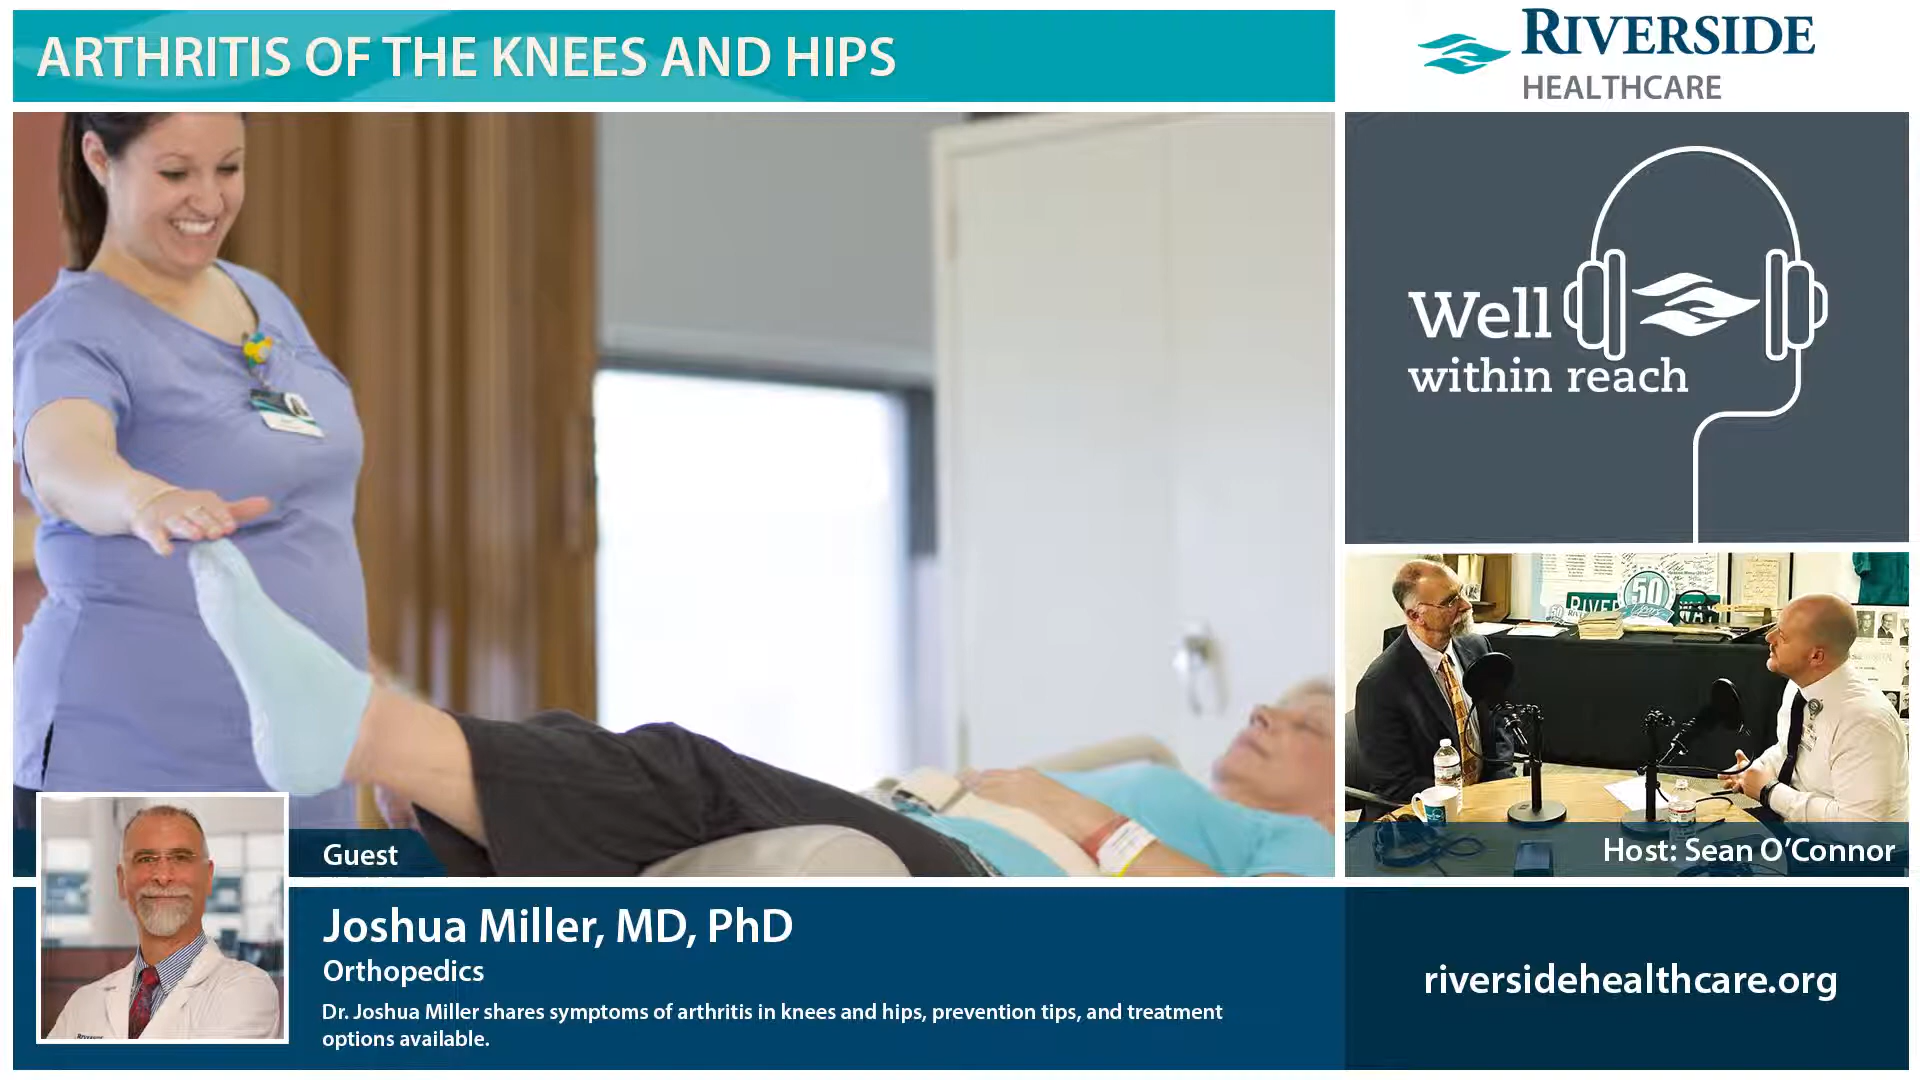 ARTHRITIS OF THE KNEES AND HIPS
RIVERSIDE
HEALTHCARE
Well
within reach
50
Years
Host: Sean O'Connor
Guest
Joshua Miller, MD, PhD
Orthopedics
Dr. Joshua Miller shares symptoms of arthritis in knees and hips, prevention tips, and treatment
options available.
riversidehealthcare.org